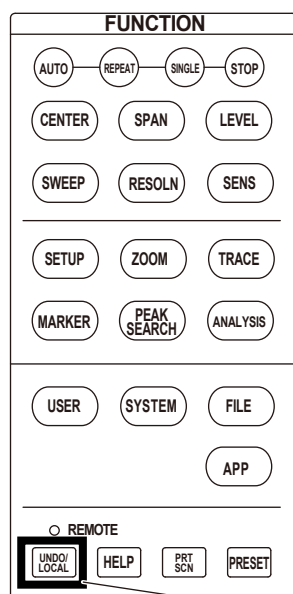 FUNCTION
AUTO REPEAT SINGLE STOP
CENTER SPAN LEVEL
SWEEP RESOLN SENS
SETUP ZOOM TRACE
MARKER PEAK SEARCH ANALYSIS
USER SYSTEM FILE
APP
REMOTE
UNDO/LOCAL HELP PRT SCN PRESET